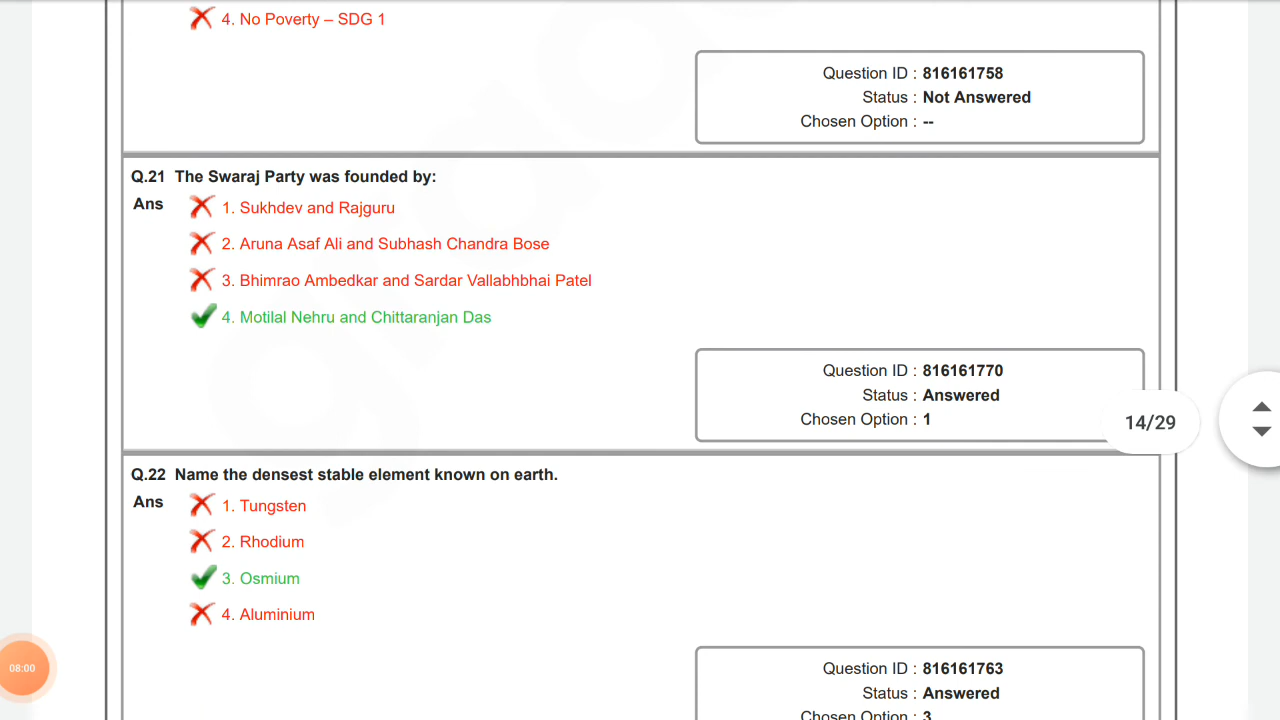 4. No Poverty – SDG 1
Question ID : 816161758
Status : Not Answered
Chosen Option : --
Q.21 The Swaraj Party was founded by:
Ans 1. Sukhdev and Rajguru
2. Aruna Asaf Ali and Subhash Chandra Bose
3. Bhimrao Ambedkar and Sardar Vallabhbhai Patel
4. Motilal Nehru and Chittaranjan Das
Question ID : 816161770
Status : Answered
Chosen Option : 1
14/29
Q.22 Name the densest stable element known on earth.
Ans 1. Tungsten
2. Rhodium
3. Osmium
4. Aluminium
08:00
Question ID : 816161763
Status : Answered
Chosen Option : 3